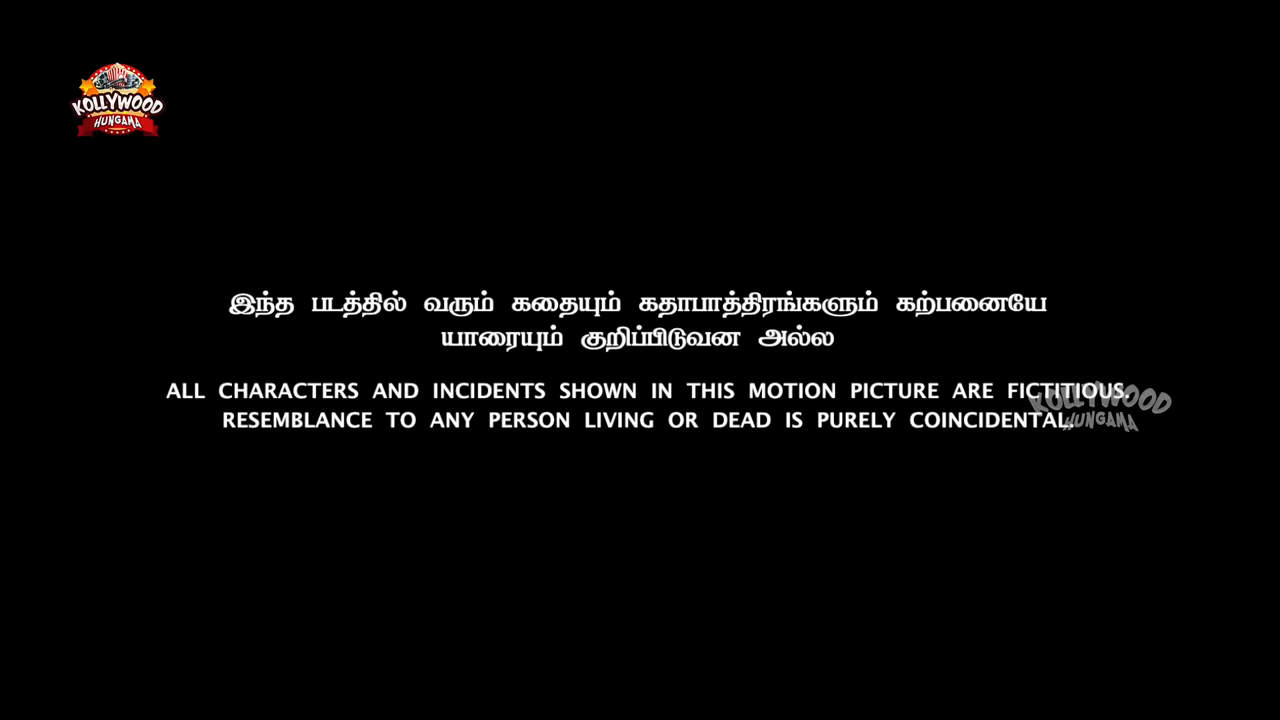 KOLLYWOOD
HUNGAMA
இந்த படத்தில் வரும் கதையும் கதாபாத்திரங்களும் கற்பனையே
யாரையும் குறிப்பிடுவன அல்ல
ALL CHARACTERS AND INCIDENTS SHOWN IN THIS MOTION PICTURE ARE FICTITIOUS.
RESEMBLANCE TO ANY PERSON LIVING OR DEAD IS PURELY COINCIDENTAL.
KOLLYWOOD
HUNGAMA